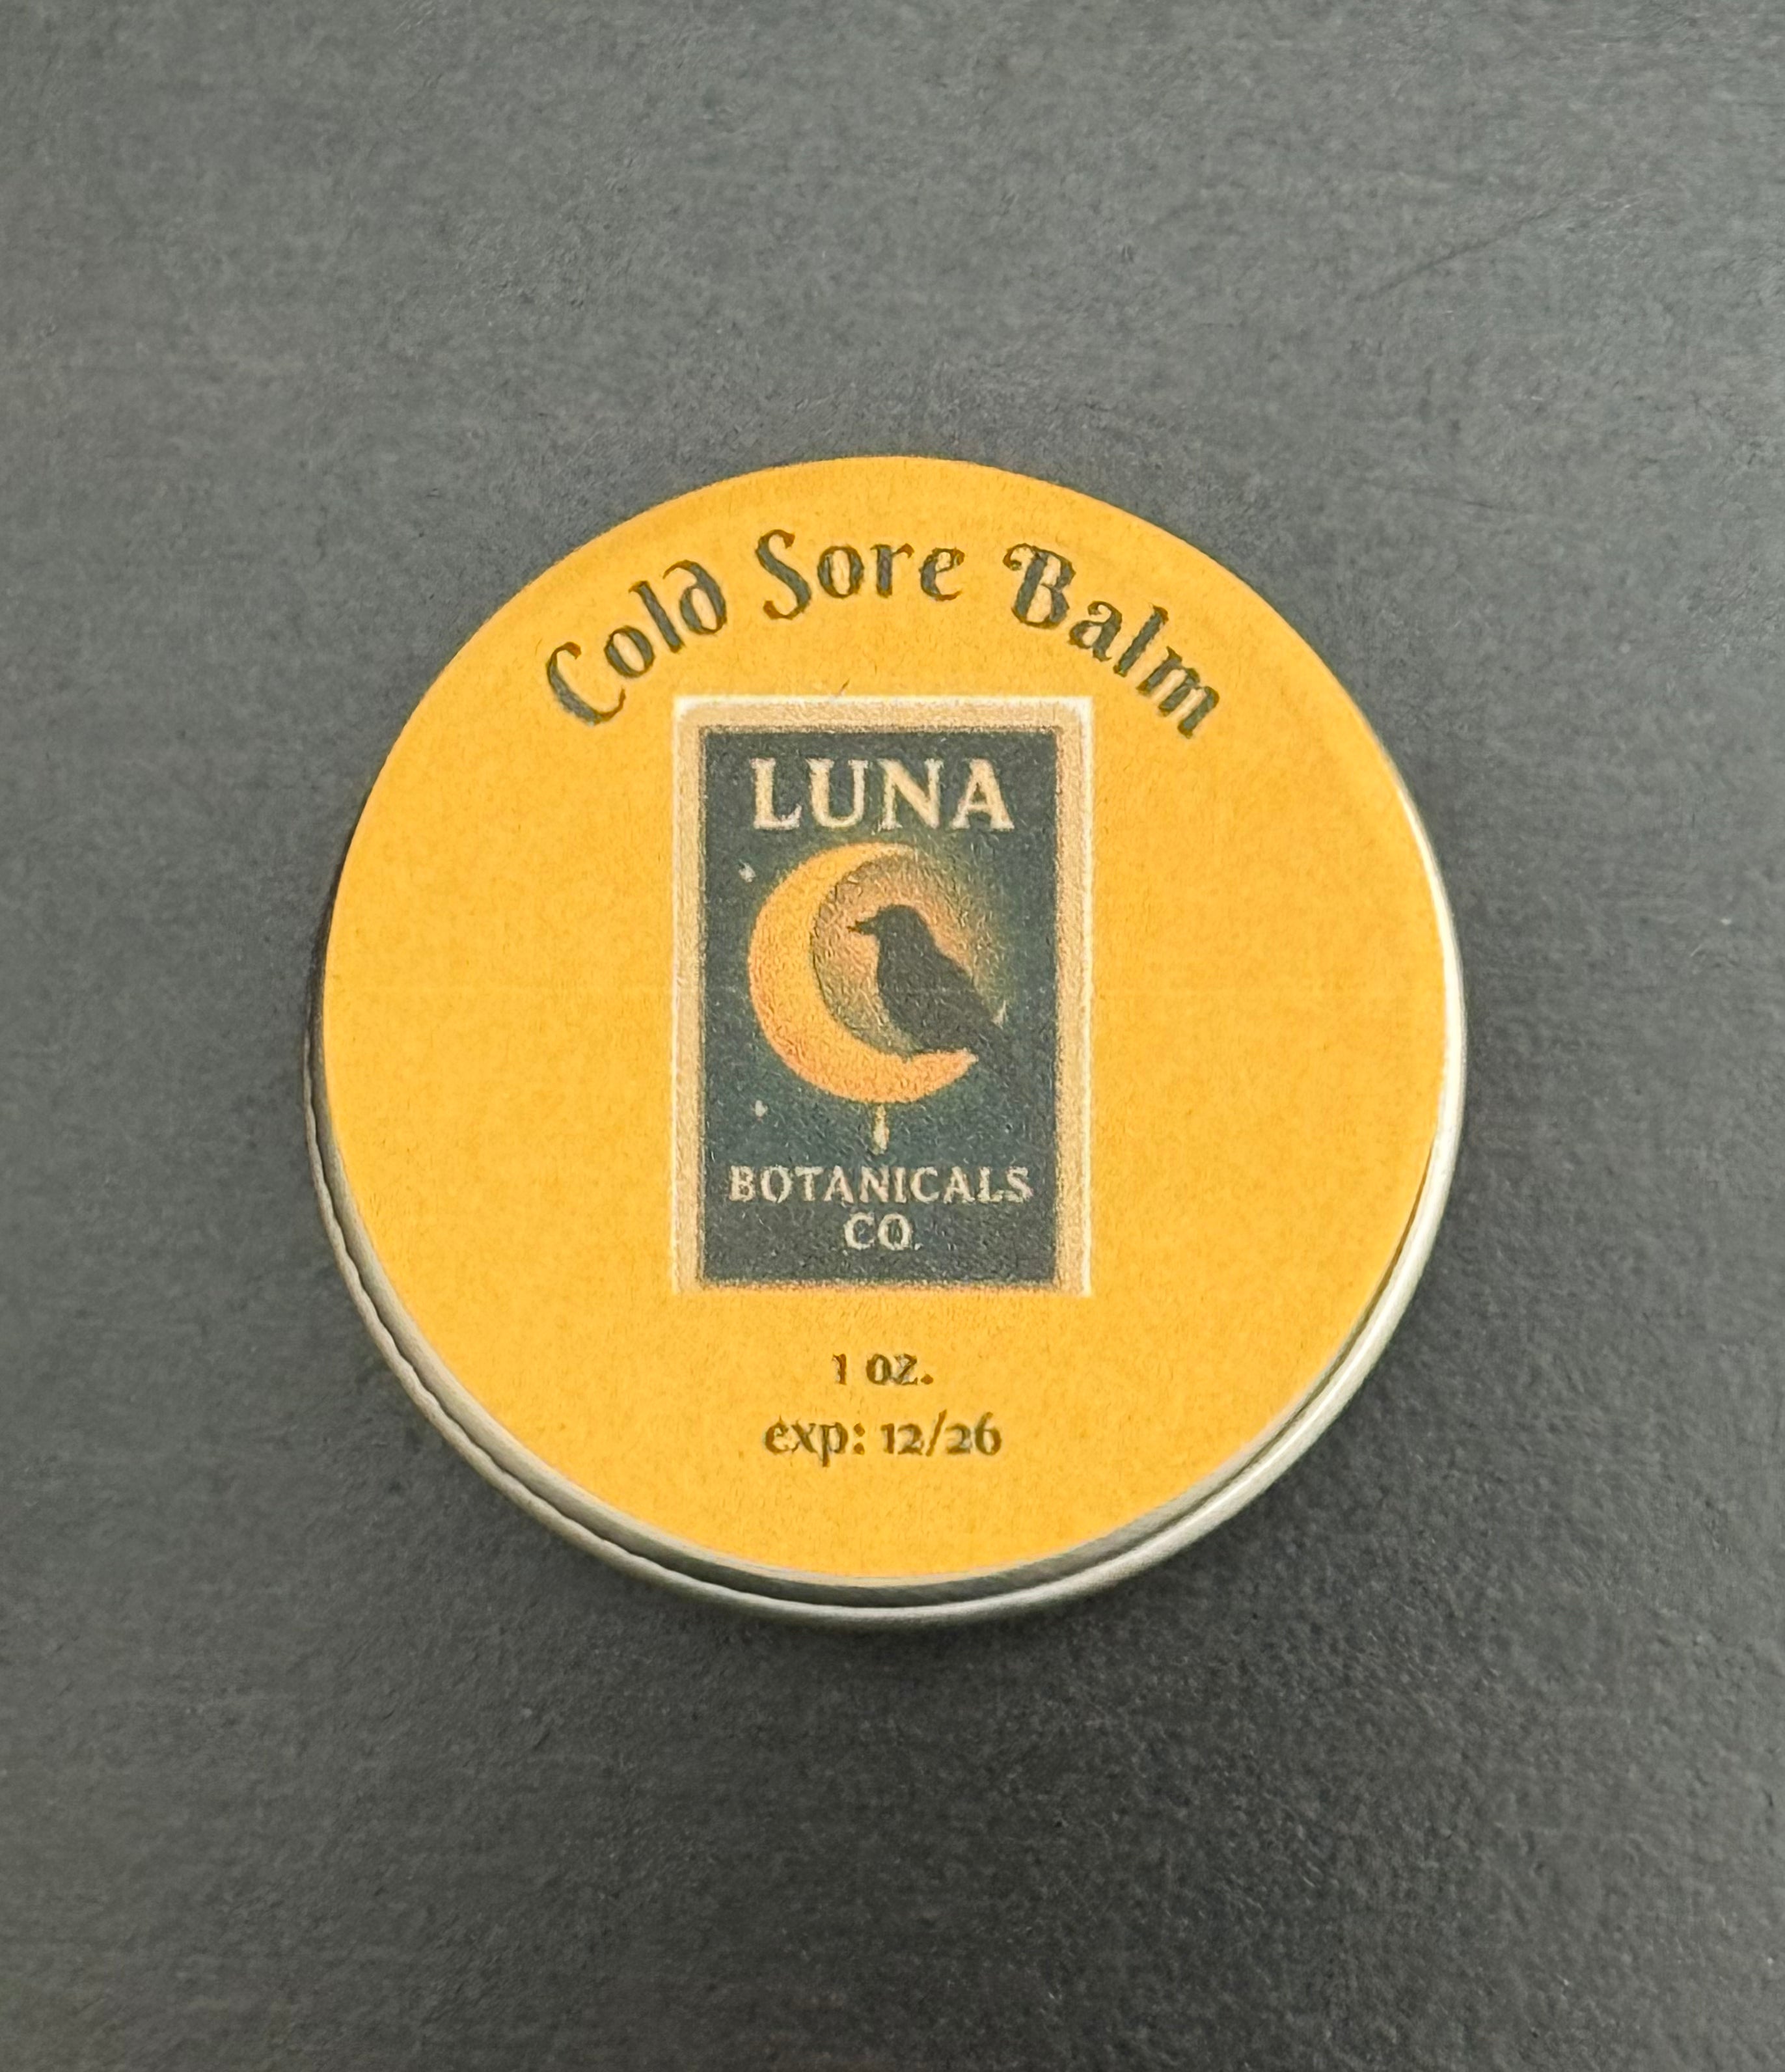 Cold Sore Balm
LUNA
BOTANICALS
CO.
1 oz.
exp: 12/26